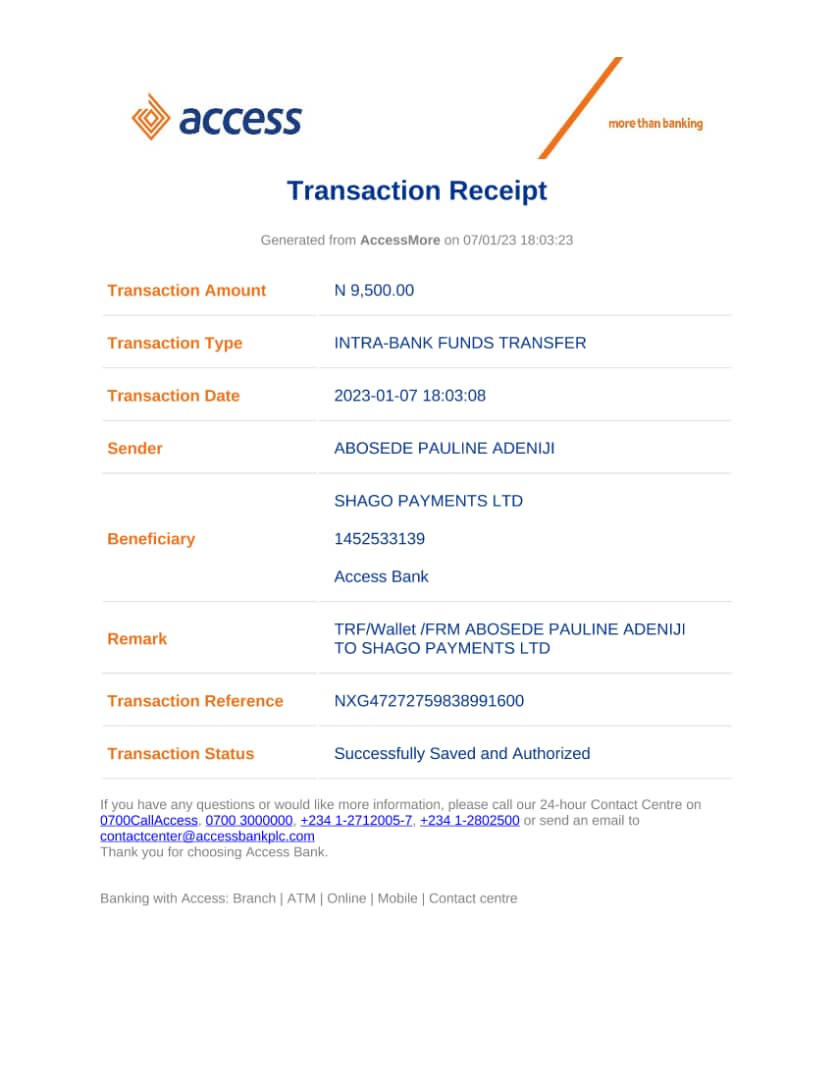 access
more than banking
Transaction Receipt
Generated from AccessMore on 07/01/23 18:03:23
Transaction Amount N 9,500.00
Transaction Type INTRA-BANK FUNDS TRANSFER
Transaction Date 2023-01-07 18:03:08
Sender ABOSEDE PAULINE ADENIJI
SHAGO PAYMENTS LTD
Beneficiary 1452533139
Access Bank
Remark TRF/Wallet /FRM ABOSEDE PAULINE ADENIJI
TO SHAGO PAYMENTS LTD
Transaction Reference NXG47272759838991600
Transaction Status Successfully Saved and Authorized
If you have any questions or would like more information, please call our 24-hour Contact Centre on
0700CallAccess, 0700 3000000, +234 1-2712005-7, +234 1-2802500 or send an email to
contactcenter@accessbankplc.com
Thank you for choosing Access Bank.
Banking with Access: Branch | ATM | Online | Mobile | Contact centre